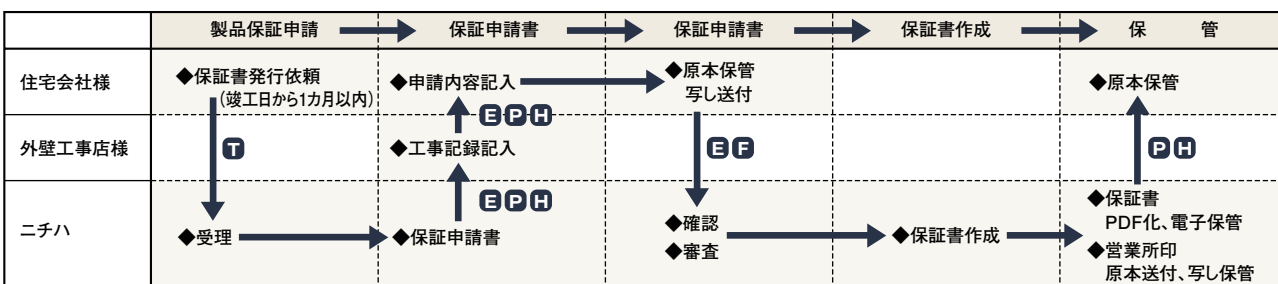 製品保証申請 保証申請書 保証申請書 保証書作成 保管
住宅会社様
◆保証書発行依頼
(竣工日から1カ月以内)
◆申請内容記入
◆原本保管
写し送付
◆原本保管
E P H
外壁工事店様
T
◆工事記録記入
E F
P H
E P H
ニチハ
◆受理
◆保証申請書
◆確認
◆審査
◆保証書作成
◆保証書
PDF化、電子保管
◆営業所印
原本送付、写し保管